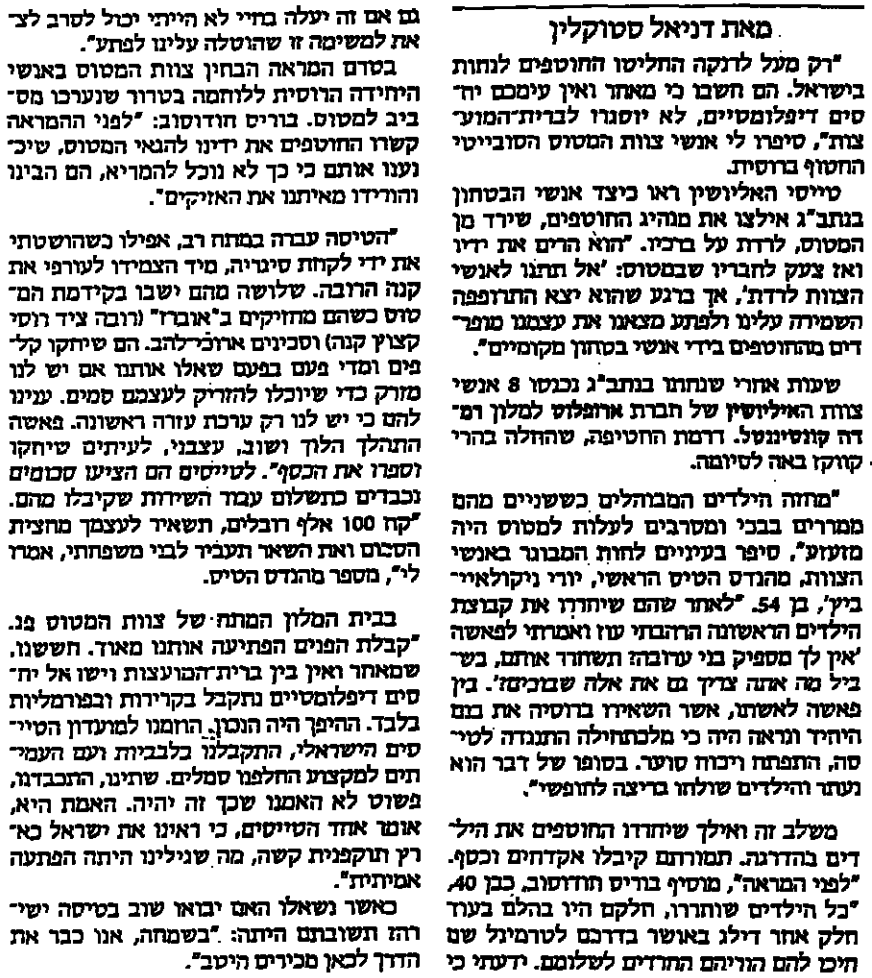 מאת דניאל סטוקלין
"רק מעל לרנקה החליטו החוטפים לנחות
בישראל. הם חשבו כי מאחר ואין עימכם יח־
סים דיפלומטיים, לא יוסגרו לברית־המוע־
צות", סיפרו לי אנשי צוות המטוס הסובייטי
החטוף ברוסית.
טייסי האליושין ראו כיצד אנשי הבטחון
בנתב"ג אילצו את מנהיג החוטפים, שירד מן
המטוס, לרדת על ברכיו. "הוא הרים את ידיו
ואז צעק לחבריו שבמטוס: 'אל תתנו לאנשי
הצוות לרדת', אך ברגע שהוא יצא התרופפה
השמירה עלינו ולפתע מצאנו את עצמנו מופר־
דים מהחוטפים בידי אנשי בטחון מקומיים".
שעות אחרי שנחתו בנתב"ג נכנסו 8 אנשי
צוות האיליושין של חברת ארופלוט למלון רמ־
דה קונטיננטל. דרמת החטיפה, שהחלה בהרי
קווקז באה לסיומה.
"מחזה הילדים המבוהלים כששניים מהם
ממררים בבכי ומסרבים לעלות למטוס היה
מזעזע", סיפר בעיניים לחות המבוגר באנשי
הצוות, מהנדס הטיס הראשי, יורי ניקולאיי־
ביץ', בן 54. "לאחר שהם שיחררו את קבוצת
הילדים הראשונה הרהבתי עוז ואמרתי לפאשה
'אין לך מספיק בני ערובה? תשחרר אותם, בש־
ביל מה אתה צריך גם את אלה שבוכים?'. בין
פאשה לאשתו, אשר השאירו ברוסיה את בנם
היחיד ונראה היה כי מלכתחילה התנגדה לטי־
סה, התפתח ויכוח סוער. בסופו של דבר הוא
נעתר והילדים שולחו בריצה לחופשי".
משלב זה ואילך שיחררו החוטפים את היל־
דים בהדרגה. תמורתם קיבלו אקדחים וכסף.
"לפני המראה", מוסיף בוריס חודוסוב, כבן 40,
"כל הילדים שוחררו, חלקם היו בהלם בעוד
חלק אחר דילג באושר בדרכם לטרמינל שם
חיכו להם הוריהם החרדים לשלומם. ידעתי כי
גם אם זה יעלה בחיי לא הייתי יכול לסרב לצ־
את למשימה זו שהוטלה עלינו לפתע".
בטרם המראה הבחין צוות המטוס באנשי
היחידה הרוסית ללוחמה בטרור שנערכו מס־
ביב למטוס. בוריס חודוסוב: "לפני ההמראה
קשרו החוטפים את ידינו להגאי המטוס, שיכ־
נענו אותם כי כך לא נוכל להמריא, הם הבינו
והורידו מאיתנו את האזיקים".
"הטיסה עברה במתח רב, אפילו כשהושטתי
את ידי לקחת סיגריה, מיד הצמידו לעורפי את
קנה הרובה. שלושה מהם ישבו בקידמת המ־
טוס כשהם מחזיקים ב"אוברז" (רובה ציד רוסי
קצוץ קנה) וסכינים ארוכי־להב. הם שיחקו קל־
פים ומדי פעם בפעם שאלו אותנו אם יש לנו
מזרק כדי שיוכלו להזריק לעצמם סמים. ענינו
להם כי יש לנו רק ערכת עזרה ראשונה. פאשה
התהלך הלוך ושוב, עצבני, לעיתים שיחקו
וספרו את הכסף". לטייסים הם הציעו סכומים
נכבדים כתשלום עבור השירות שקיבלו מהם.
"קח 100 אלף רובלים, תשאיר לעצמך מחצית
הסכום ואת השאר תעביר לבני משפחתי, אמרו
לי", מספר מהנדס הטיס.
בבית המלון המתח של צוות המטוס פג.
"קבלת הפנים הפתיעה אותנו מאוד. חששנו,
שמאחר ואין בין ברית־המועצות וישראל יח־
סים דיפלומטיים נתקבל בקרירות ובפורמליות
בלבד. ההיפך היה הנכון. הוזמנו למועדון הטיי־
סים הישראלי, התקבלנו בלבביות ועם העמי־
תים למקצוע החלפנו סמלים. שתינו, התכבדנו,
פשוט לא האמנו שכך זה יהיה. האמת היא,
אומר אחד הטייסים, כי ראינו את ישראל כא־
רץ תוקפנית קשה, מה שגילינו היתה הפתעה
אמיתית".
כאשר נשאלו האם יבואו שוב בטיסה ישי־
רה? תשובתם היתה: "בשמחה, אנו כבר את
הדרך לכאן מכירים היטב".